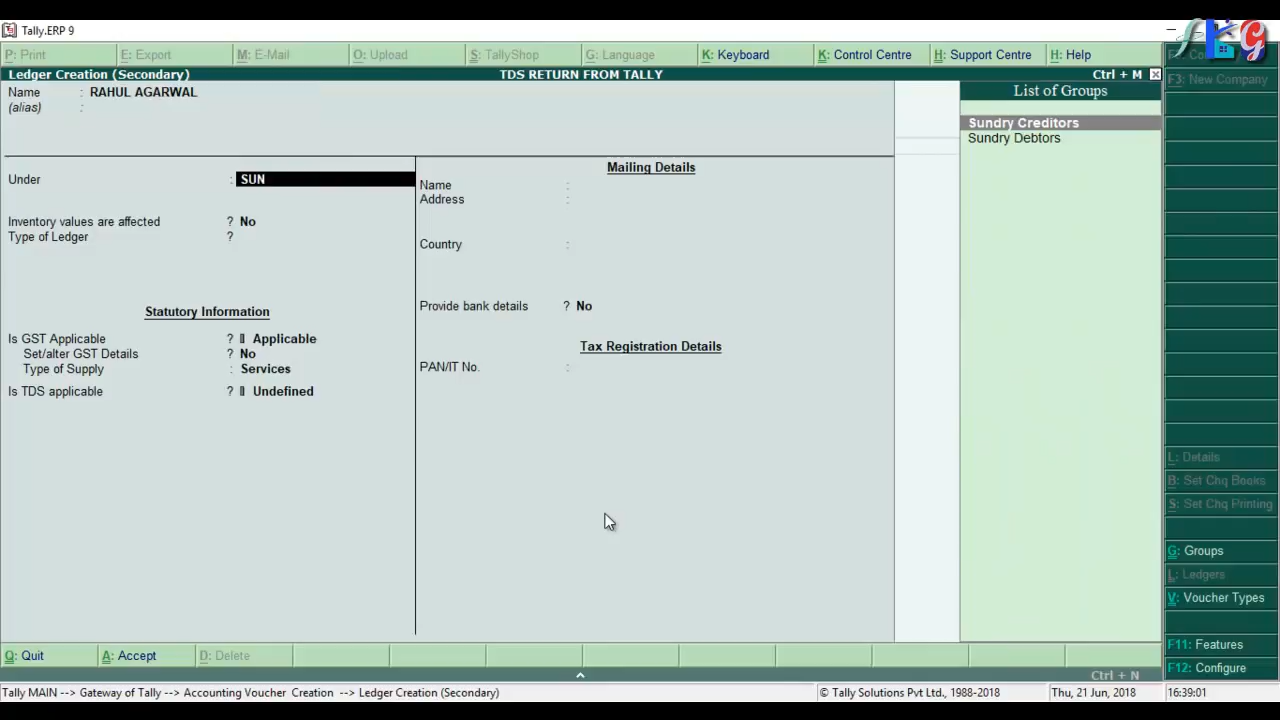 Tally.ERP 9
P: Print E: Export M: E-Mail O: Upload S: TallyShop G: Language K: Keyboard K: Control Centre H: Support Centre H: Help
Ledger Creation (Secondary) TDS RETURN FROM TALLY Ctrl + M
F3: New Company
Name : RAHUL AGARWAL
(alias) :
List of Groups
Sundry Creditors
Sundry Debtors
Under : SUN
Inventory values are affected ? No
Type of Ledger ?
Statutory Information
Is GST Applicable ? Applicable
Set/alter GST Details ? No
Type of Supply : Services
Is TDS applicable ? Undefined
Mailing Details
Name :
Address :
Country :
Provide bank details ? No
Tax Registration Details
PAN/IT No. :
L: Details
B: Set Chq Books
S: Set Chq Printing
G: Groups
L: Ledgers
V: Voucher Types
F11: Features
F12: Configure
Q: Quit A: Accept D: Delete
Ctrl + N
Tally MAIN --> Gateway of Tally --> Accounting Voucher Creation --> Ledger Creation (Secondary) © Tally Solutions Pvt Ltd., 1988-2018 Thu, 21 Jun, 2018 16:39:01